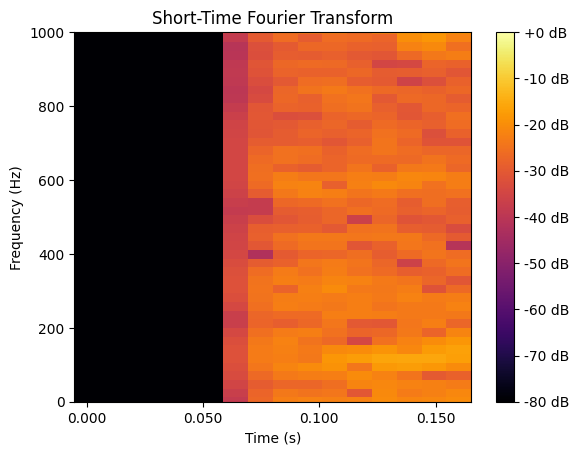 Short-Time Fourier Transform
1000
800
600
400
200
0
Frequency (Hz)
0.000
0.050
0.100
0.150
Time (s)
+0 dB
-10 dB
-20 dB
-30 dB
-40 dB
-50 dB
-60 dB
-70 dB
-80 dB